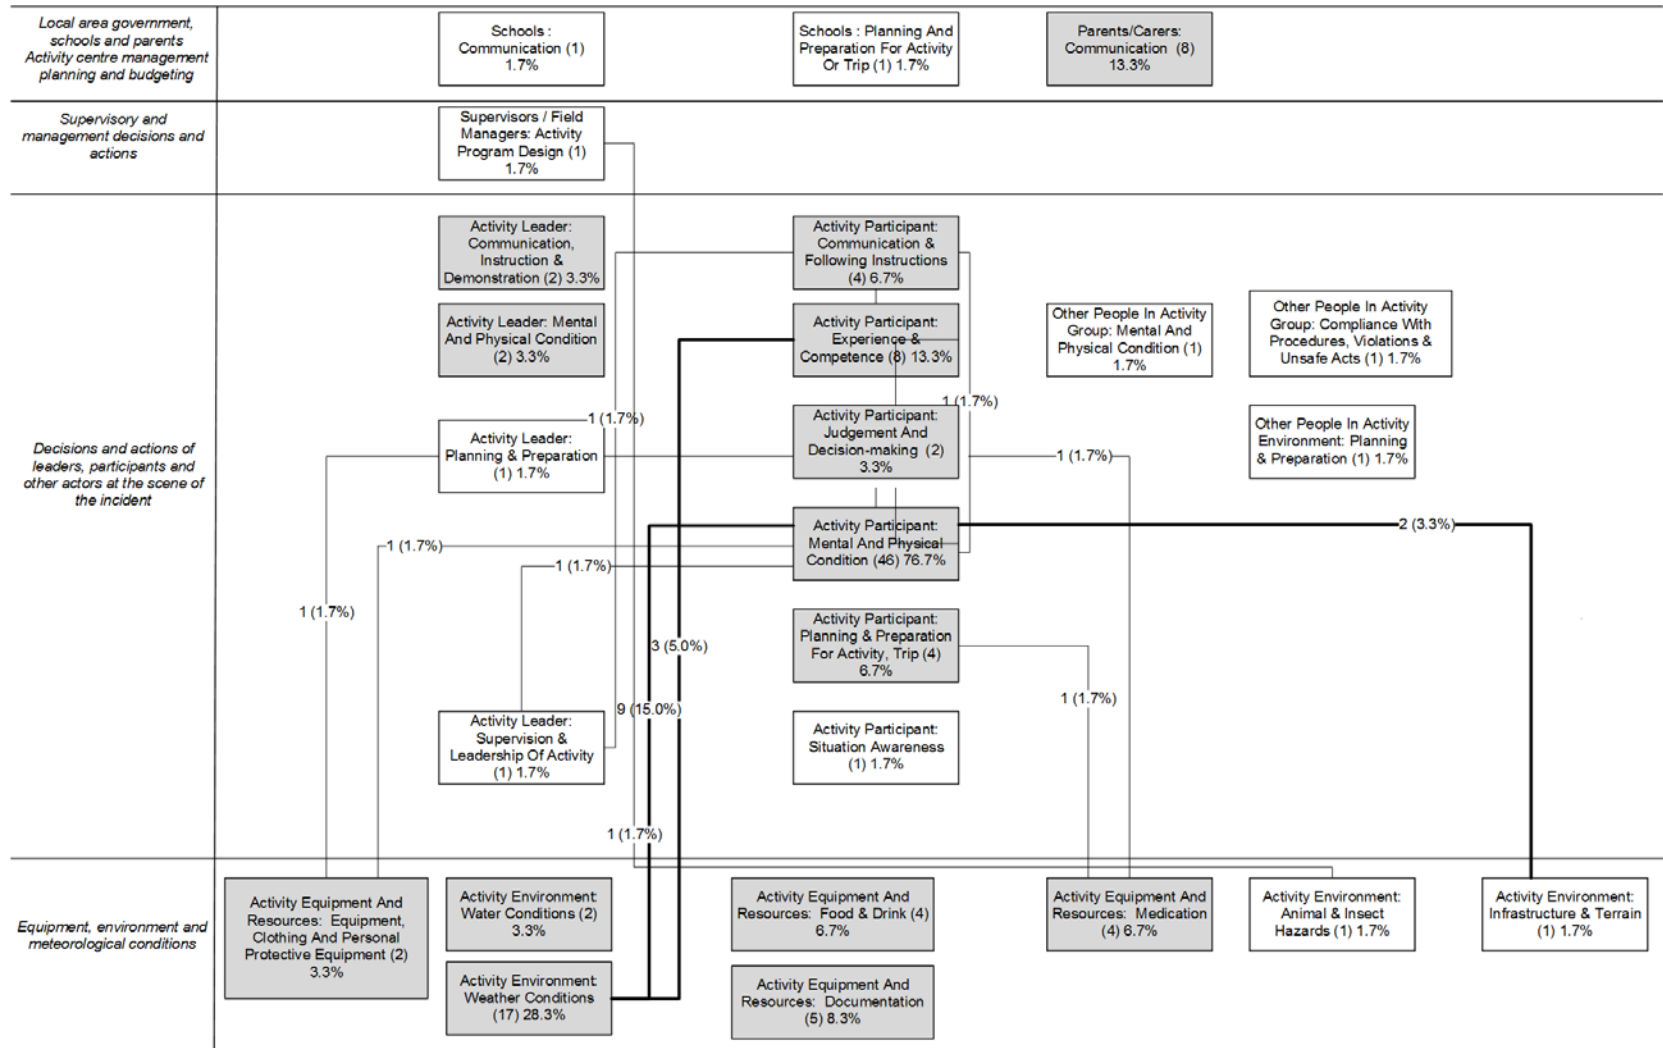 Local area government,
schools and parents
Activity centre management
planning and budgeting
Schools :
Communication (1)
1.7%
Schools : Planning And
Preparation For Activity
Or Trip (1) 1.7%
Parents/Carers:
Communication (8)
13.3%
Supervisory and
management decisions and
actions
Supervisors / Field
Managers: Activity
Program Design (1)
1.7%
Decisions and actions of
leaders, participants and
other actors at the scene of
the incident
Activity Leader:
Communication,
Instruction &
Demonstration (2) 3.3%
Activity Participant:
Communication &
Following Instructions
(4) 6.7%
Activity Leader: Mental
And Physical Condition
(2) 3.3%
Activity Participant:
Experience &
Competence (8) 13.3%
Other People In Activity
Group: Mental And
Physical Condition (1)
1.7%
Other People In Activity
Group: Compliance With
Procedures, Violations &
Unsafe Acts (1) 1.7%
1 (1.7%)
1 (1.7%)
Activity Leader:
Planning & Preparation
(1) 1.7%
Activity Participant:
Judgement And
Decision-making (2)
3.3%
1 (1.7%)
Other People In Activity
Environment: Planning
& Preparation (1) 1.7%
Activity Participant:
Mental And Physical
Condition (46) 76.7%
2 (3.3%)
1 (1.7%)
1 (1.7%)
1 (1.7%)
Activity Participant:
Planning & Preparation
For Activity, Trip (4)
6.7%
3 (5.0%)
1 (1.7%)
9 (15.0%)
Activity Leader:
Supervision &
Leadership Of Activity
(1) 1.7%
Activity Participant:
Situation Awareness
(1) 1.7%
1 (1.7%)
Equipment, environment and
meteorological conditions
Activity Equipment And
Resources: Equipment,
Clothing And Personal
Protective Equipment (2)
3.3%
Activity Environment:
Water Conditions (2)
3.3%
Activity Equipment And
Resources: Food & Drink (4)
6.7%
Activity Equipment And
Resources: Medication
(4) 6.7%
Activity Environment:
Animal & Insect
Hazards (1) 1.7%
Activity Environment:
Infrastructure & Terrain
(1) 1.7%
Activity Environment:
Weather Conditions
(17) 28.3%
Activity Equipment And
Resources: Documentation
(5) 8.3%